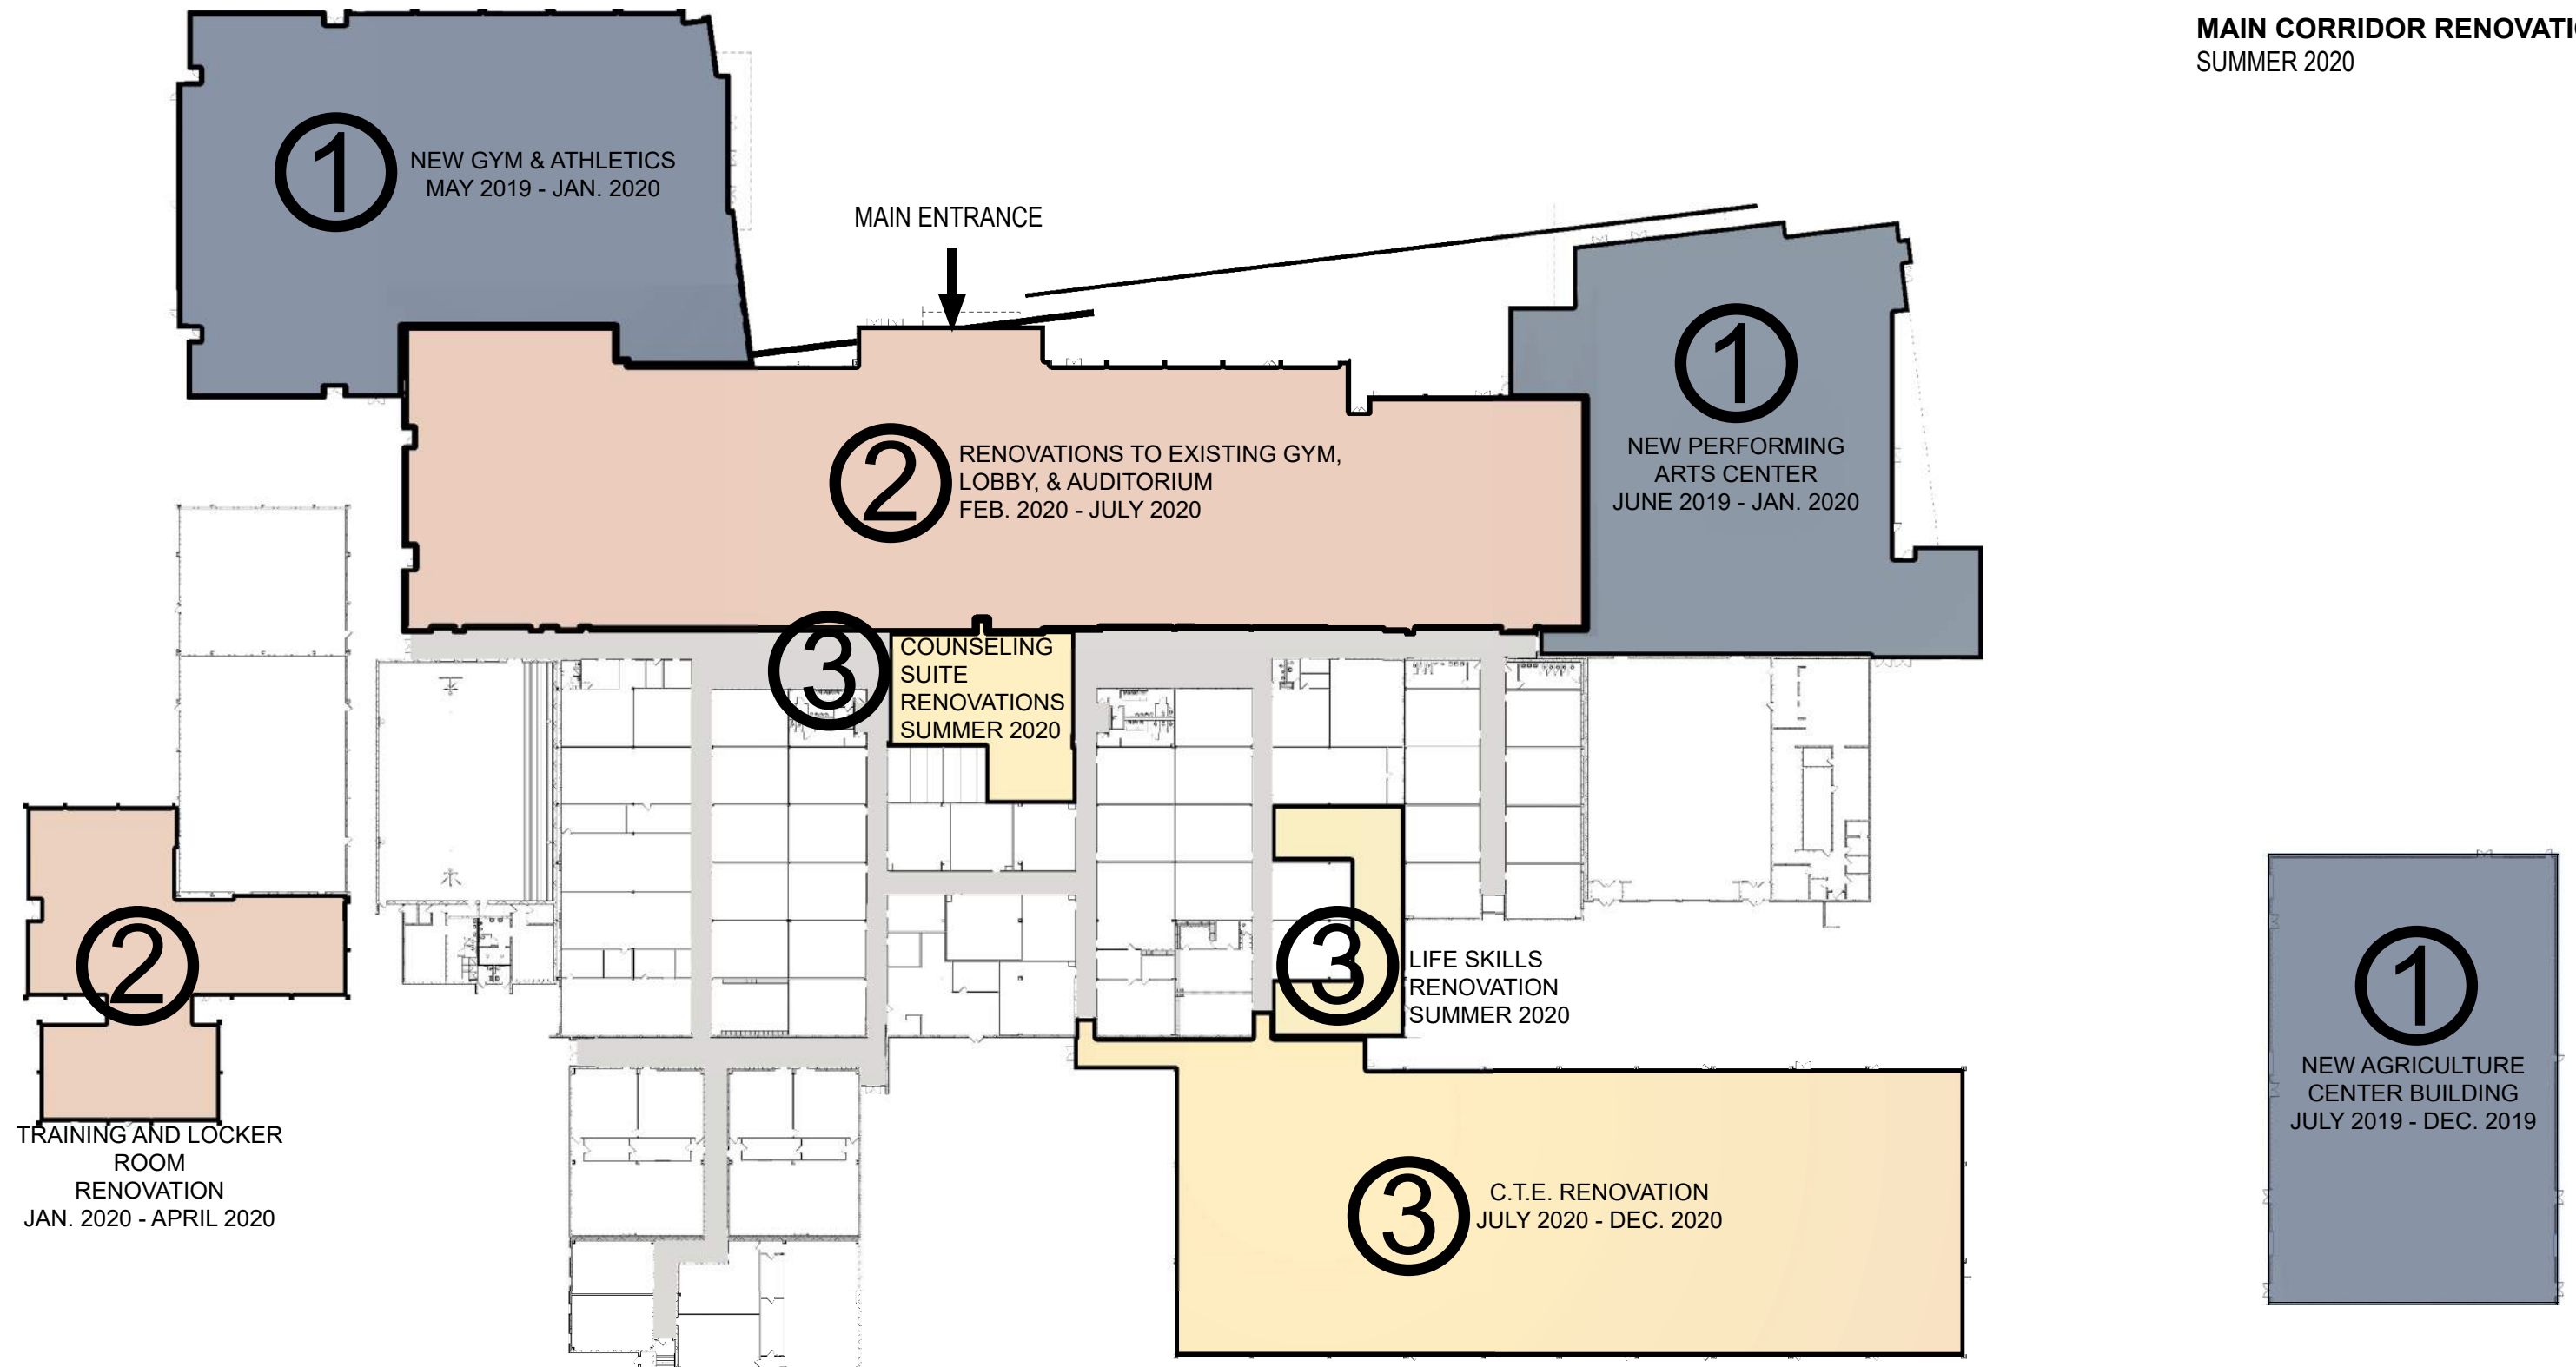 MAIN CORRIDOR RENOVATI
SUMMER 2020
1
NEW GYM & ATHLETICS
MAY 2019 - JAN. 2020
MAIN ENTRANCE
1
NEW PERFORMING
ARTS CENTER
JUNE 2019 - JAN. 2020
2
RENOVATIONS TO EXISTING GYM,
LOBBY, & AUDITORIUM
FEB. 2020 - JULY 2020
3
COUNSELING
SUITE
RENOVATIONS
SUMMER 2020
2
TRAINING AND LOCKER
ROOM
RENOVATION
JAN. 2020 - APRIL 2020
3
LIFE SKILLS
RENOVATION
SUMMER 2020
1
NEW AGRICULTURE
CENTER BUILDING
JULY 2019 - DEC. 2019
3
C.T.E. RENOVATION
JULY 2020 - DEC. 2020